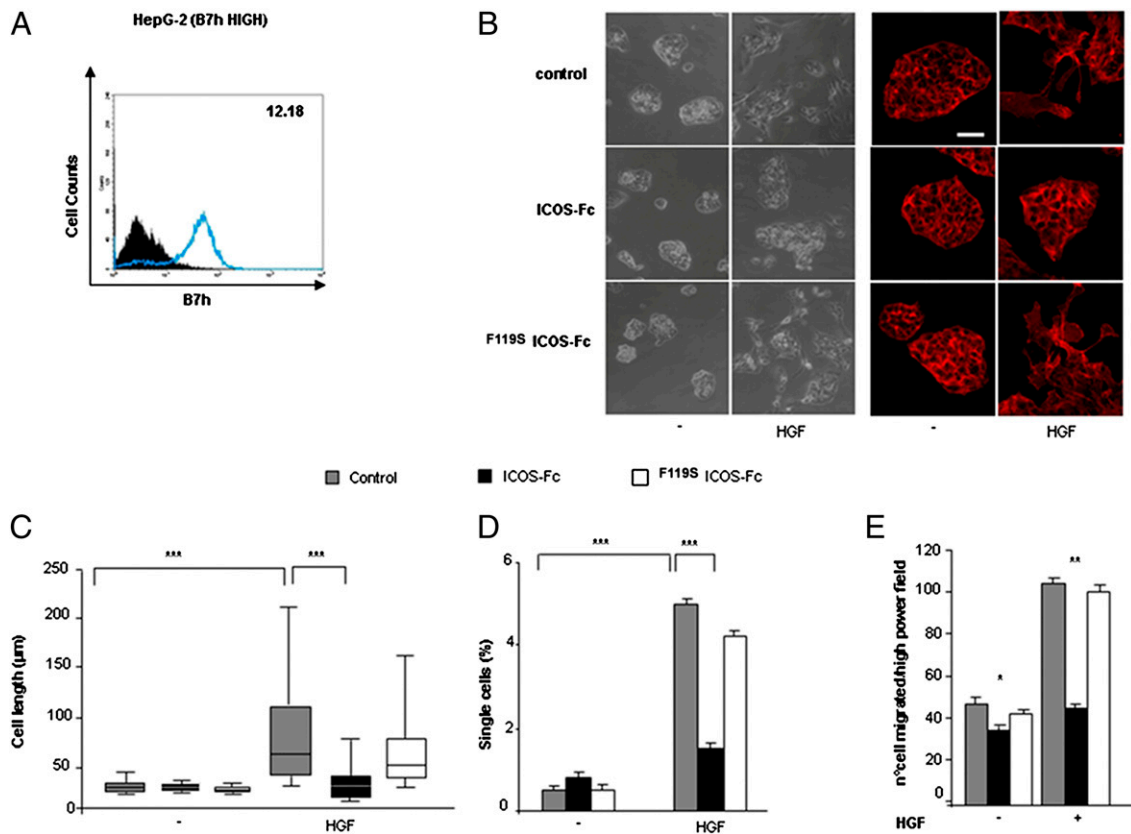 A
HepG-2 (B7h HIGH)
12.18
Cell Counts
Counts
B7h
B
control
ICOS-Fc
F119S ICOS-Fc
-
HGF
-
HGF
Control
ICOS-Fc
F119S ICOS-Fc
C
***
***
Cell length (µm)
250
200
150
100
50
0
-
HGF
D
***
***
Single cells (%)
6
4
2
0
-
HGF
E
n°cell migrated/high power field
120
100
80
60
40
20
0
*
**
HGF
-
+